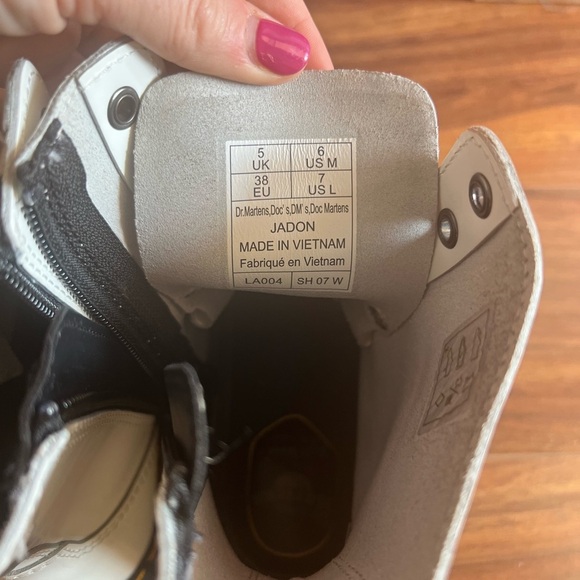 5 6
UK US M
38 7
EU US L
Dr.Martens,Doc's,DM's,Doc Martens
JADON
MADE IN VIETNAM
Fabriqué en Vietnam
LA004 SH 07 W